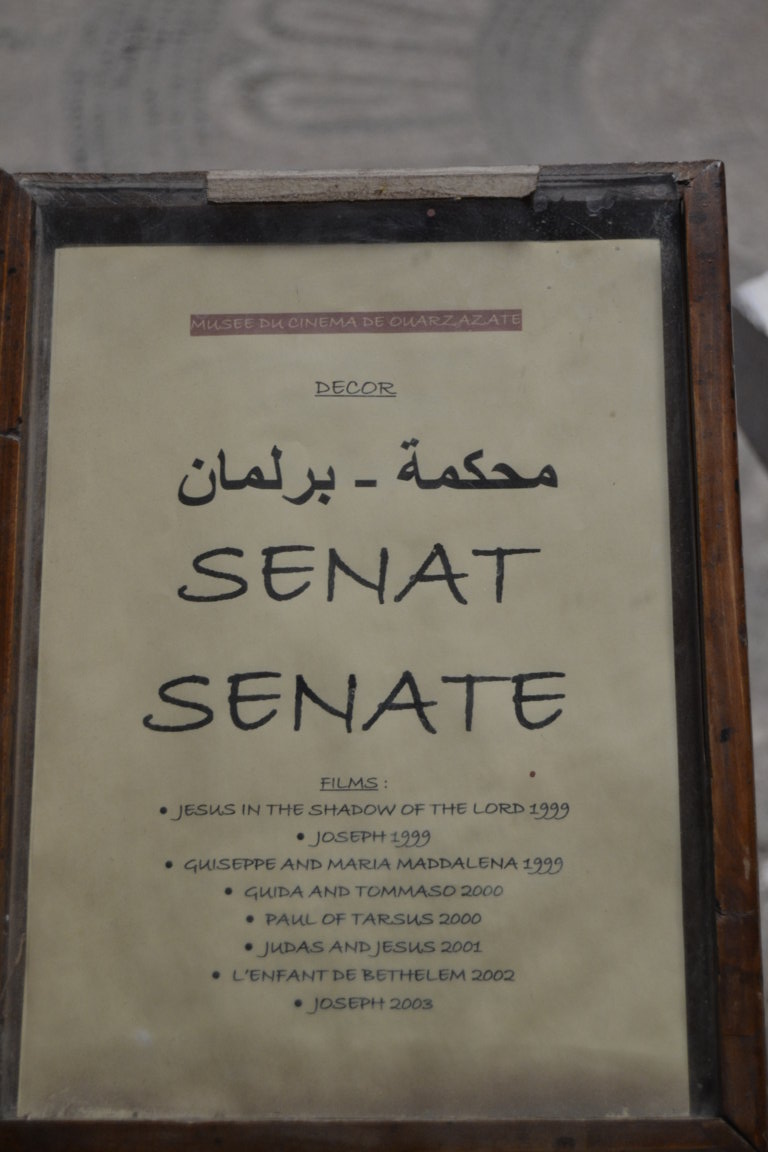 MUSEE DU CINEMA DE OUARZAZATE
DECOR
محكمة - برلمان
SENAT
SENATE
FILMS :
• JESUS IN THE SHADOW OF THE LORD 1999
• JOSEPH 1999
• GUISEPPE AND MARIA MADDALENA 1999
• GUIDA AND TOMMASO 2000
• PAUL OF TARSUS 2000
• JUDAS AND JESUS 2001
• L'ENFANT DE BETHELEM 2002
• JOSEPH 2003